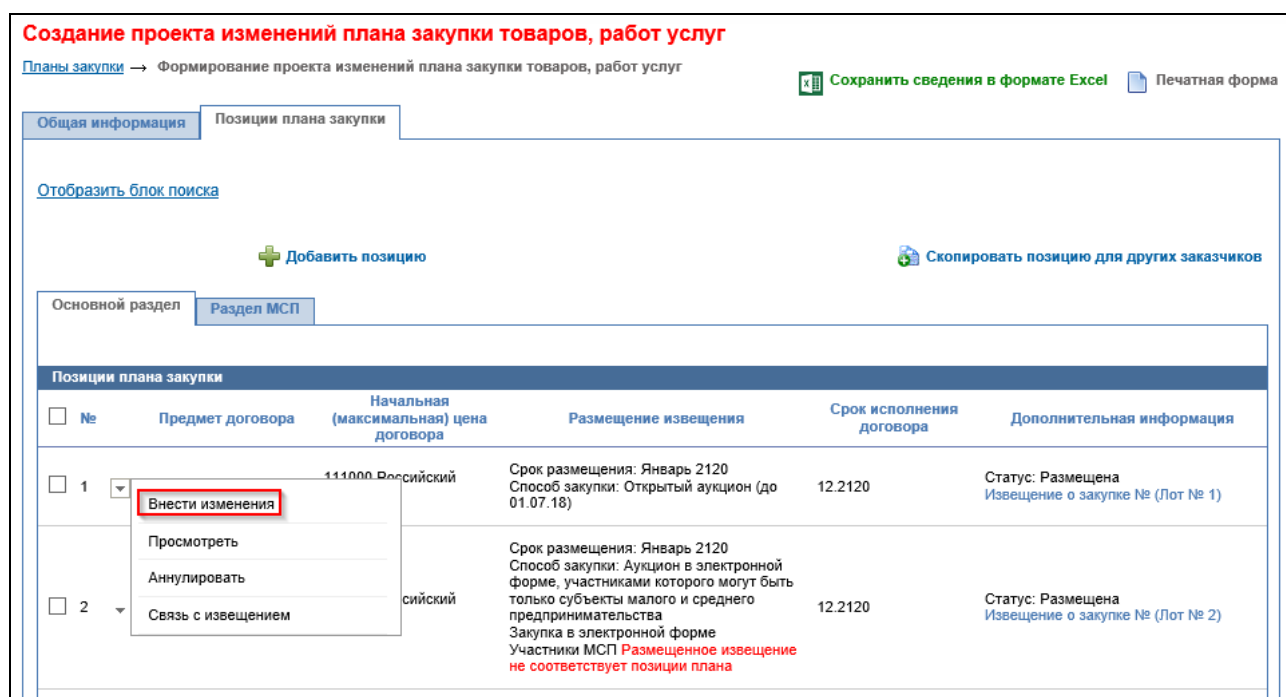 Создание проекта изменений плана закупки товаров, работ услуг
Планы закупки → Формирование проекта изменений плана закупки товаров, работ услуг
Сохранить сведения в формате Excel
Печатная форма
Общая информация
Позиции плана закупки
Отобразить блок поиска
Добавить позицию
Скопировать позицию для других заказчиков
Основной раздел
Раздел МСП
Позиции плана закупки
№
Предмет договора
Начальная
(максимальная) цена
договора
Размещение извещения
Срок исполнения
договора
Дополнительная информация
1
111000 Российский
Срок размещения: Январь 2120
Способ закупки: Открытый аукцион (до
01.07.18)
12.2120
Статус: Размещена
Извещение о закупке № (Лот № 1)
Внести изменения
Просмотреть
Аннулировать
Связь с извещением
2
сийский
Срок размещения: Январь 2120
Способ закупки: Аукцион в электронной
форме, участниками которого могут быть
только субъекты малого и среднего
предпринимательства
Закупка в электронной форме
Участники МСП Размещенное извещение
не соответствует позиции плана
12.2120
Статус: Размещена
Извещение о закупке № (Лот № 2)